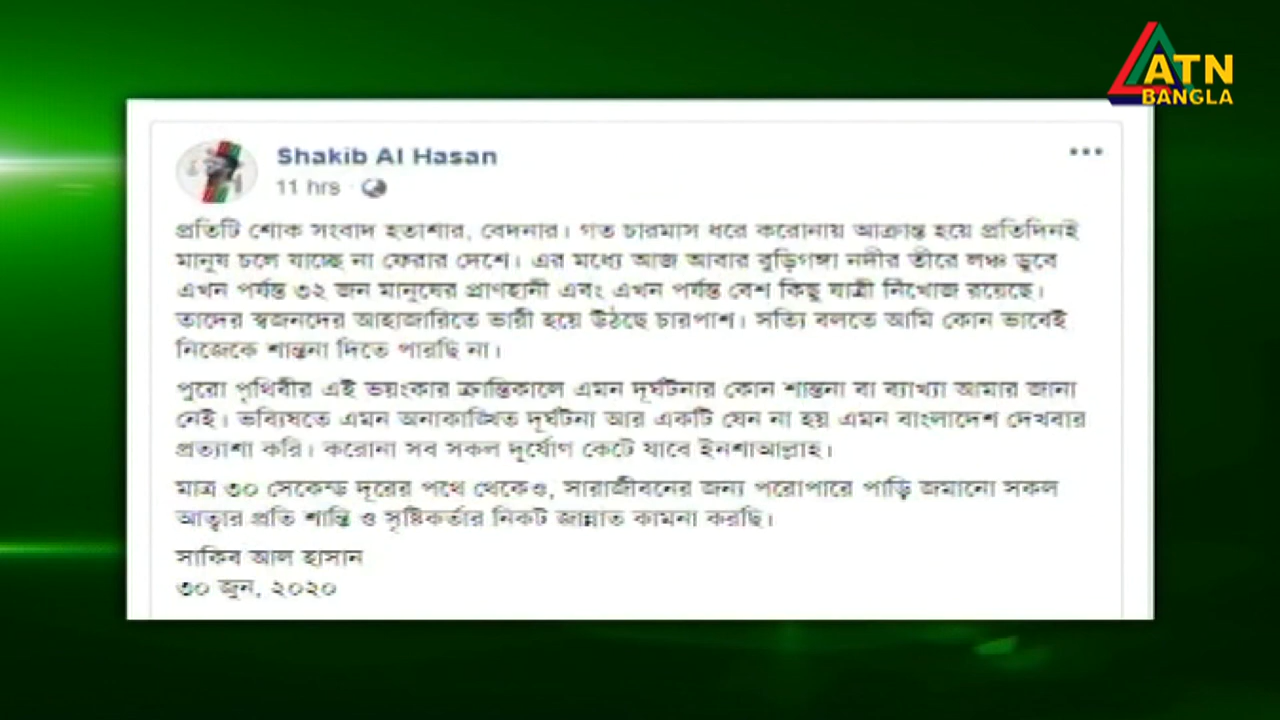 ATN
BANGLA
Shakib Al Hasan
11 hrs
প্রতিটি শোক সংবাদ হতাশার, বেদনার। গত চারমাস ধরে করোনায় আক্রান্ত হয়ে প্রতিদিনই
মানুষ চলে যাচ্ছে না ফেরার দেশে। এর মধ্যে আজ আবার বুড়িগঙ্গা নদীর তীরে লঞ্চ ডুবে
এখন পর্যন্ত ৩২ জন মানুষের প্রাণহানী এবং এখন পর্যন্ত বেশ কিছু যাত্রী নিখোজ রয়েছে।
তাদের স্বজনদের আহাজারিতে ভারী হয়ে উঠছে চারপাশ। সত্যি বলতে আমি কোন ভাবেই
নিজেকে শান্তনা দিতে পারছি না।
পুরো পৃথিবীর এই ভয়ংকার ক্রান্তিকালে এমন দূর্ঘটনার কোন শান্তনা বা ব্যাখ্যা আমার জানা
নেই। ভব্যিষতে এমন অনাকাঙ্খিত দূর্ঘটনা আর একটি যেন না হয় এমন বাংলাদেশ দেখবার
প্রত্যাশা করি। করোনা সব সকল দূর্যোগ কেটে যাবে ইনশাআল্লাহ।
মাত্র ৩০ সেকেন্ড দূরের পথে থেকেও, সারাজীবনের জন্য পরোপারে পাড়ি জমানো সকল
আত্বার প্রতি শান্তি ও সৃষ্টিকর্তার নিকট জান্নাত কামনা করছি।
সাকিব আল হাসান
৩০ জুন, ২০২০